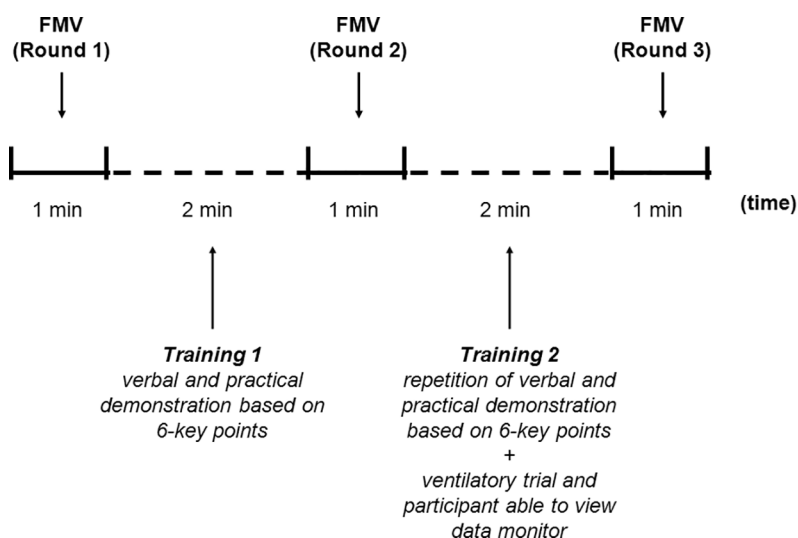 FMV
(Round 1)
FMV
(Round 2)
FMV
(Round 3)
1 min
2 min
1 min
2 min
1 min
(time)
Training 1
verbal and practical
demonstration based on
6-key points
Training 2
repetition of verbal and
practical demonstration
based on 6-key points
+
ventilatory trial and
participant able to view
data monitor